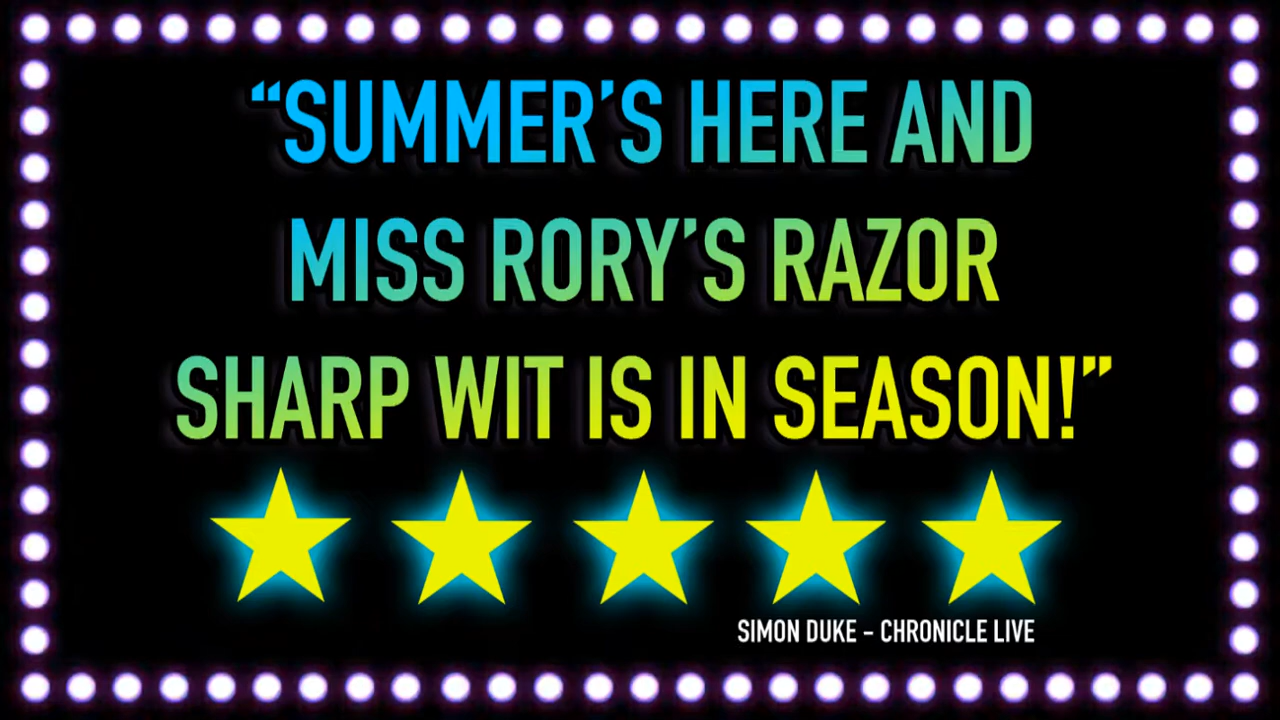 “SUMMER’S HERE AND
MISS RORY’S RAZOR
SHARP WIT IS IN SEASON!”
SIMON DUKE – CHRONICLE LIVE